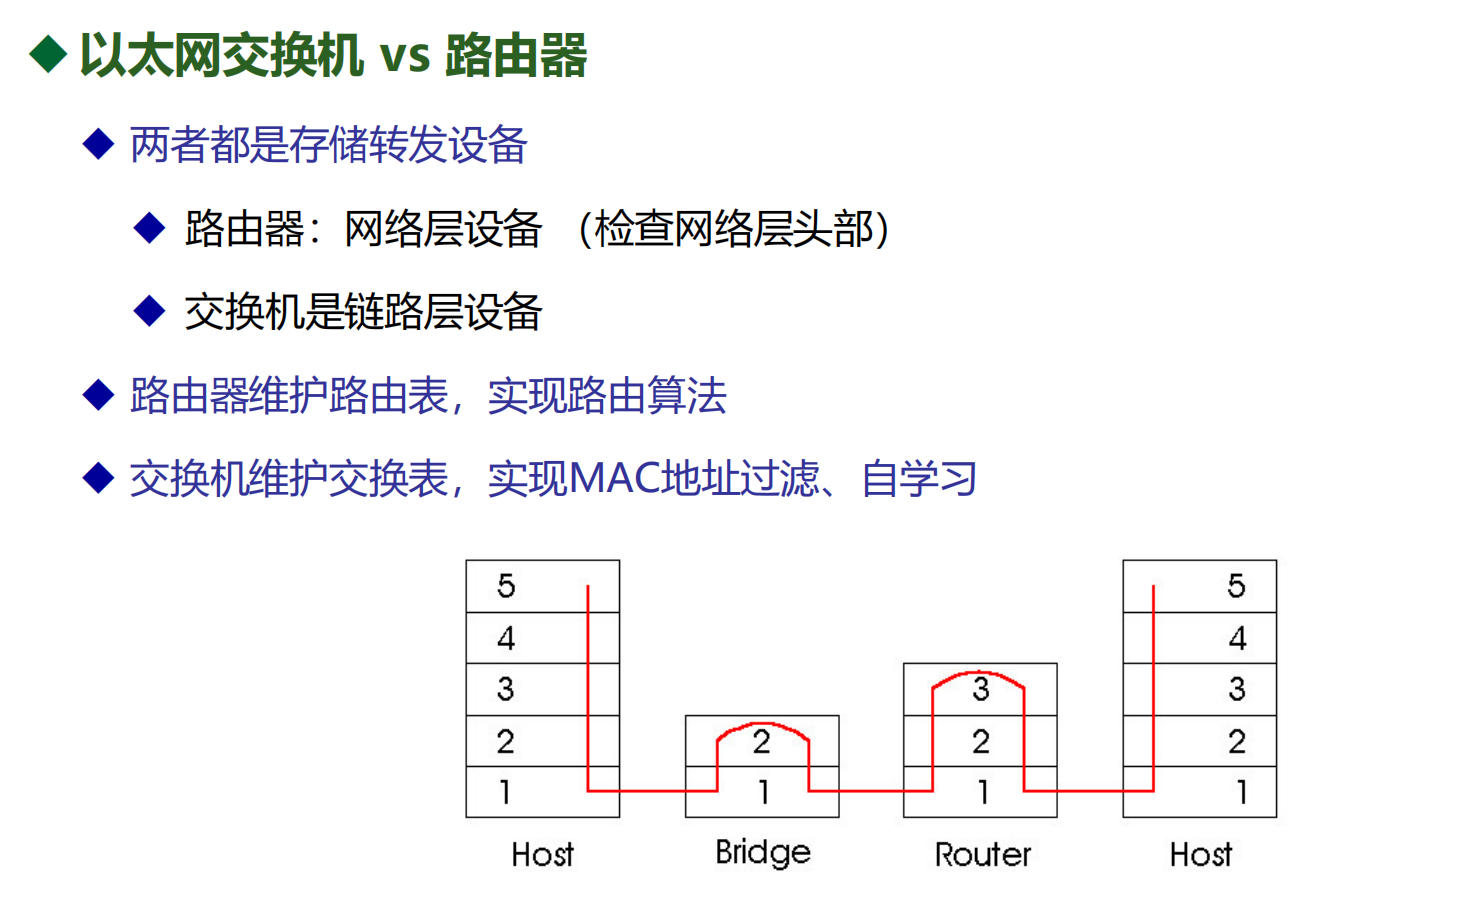 以太网交换机 vs 路由器
两者都是存储转发设备
路由器：网络层设备 （检查网络层头部）
交换机是链路层设备
路由器维护路由表，实现路由算法
交换机维护交换表，实现MAC地址过滤、自学习
5 5
4 4
3 3 3
2 2 2 2
1 1 1 1
Host Bridge Router Host